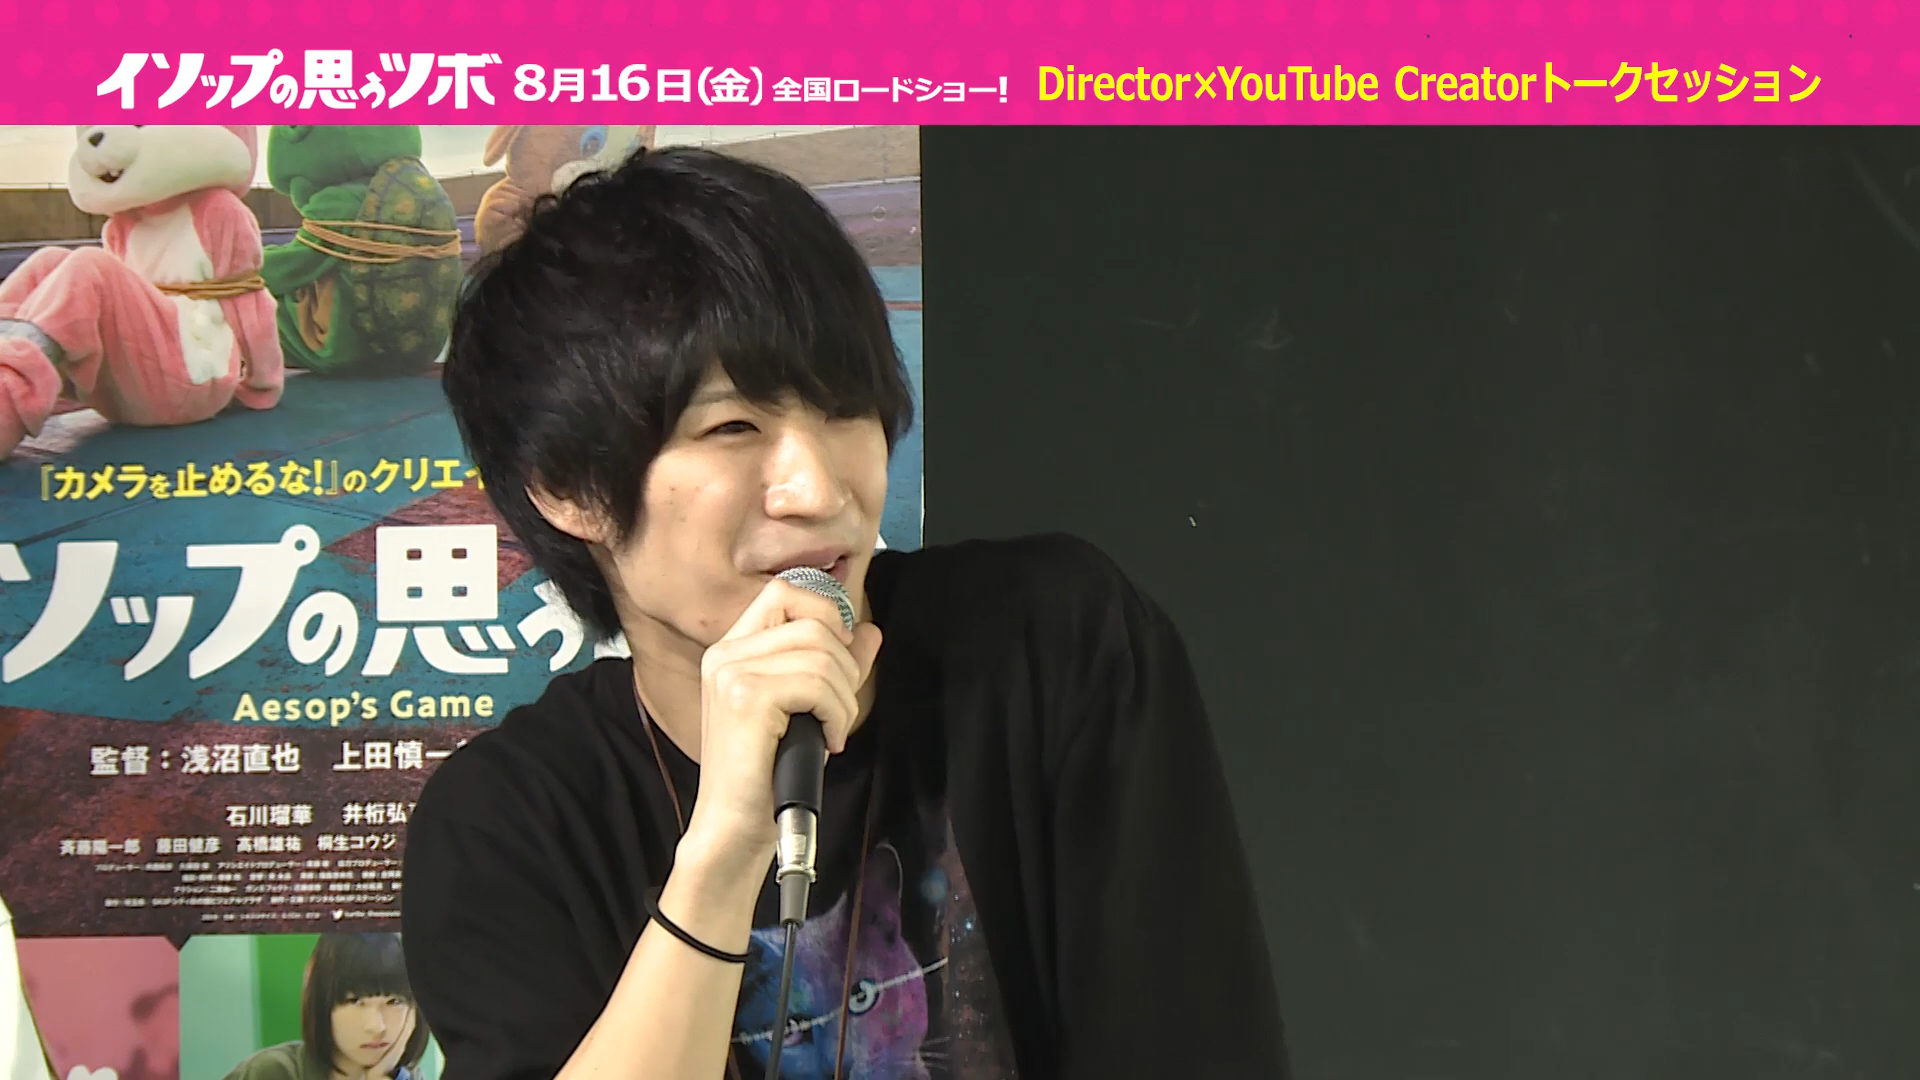 イソップの思うツボ 8月16日(金)全国ロードショー! Director×YouTube Creatorトークセッション
『カメラを止めるな!』のクリエイ
ソップの思う
Aesop's Game
監督:浅沼直也 上田慎一
石川瑠華 井桁弘
斉藤陽一郎 藤田健彦 高橋雄祐 桐生コウジ